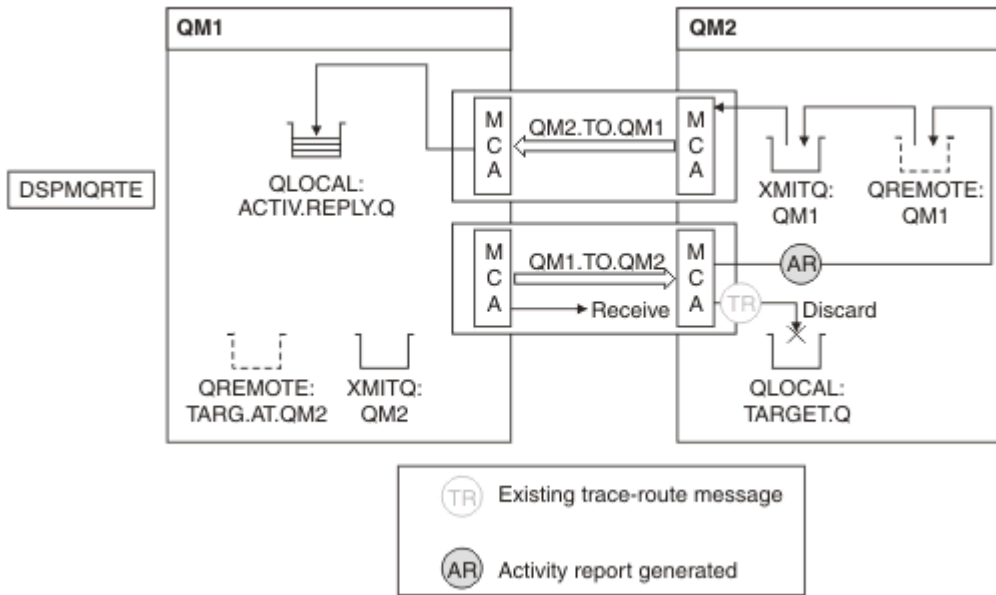 QM1
QM2
DSPMQRTE
QLOCAL:
ACTIV.REPLY.Q
M
C
A
QM2.TO.QM1
M
C
A
XMITQ:
QM1
QREMOTE:
QM1
M
C
A
QM1.TO.QM2
Receive
M
C
A
AR
TR
Discard
QREMOTE:
TARG.AT.QM2
XMITQ:
QM2
QLOCAL:
TARGET.Q
TR Existing trace-route message
AR Activity report generated